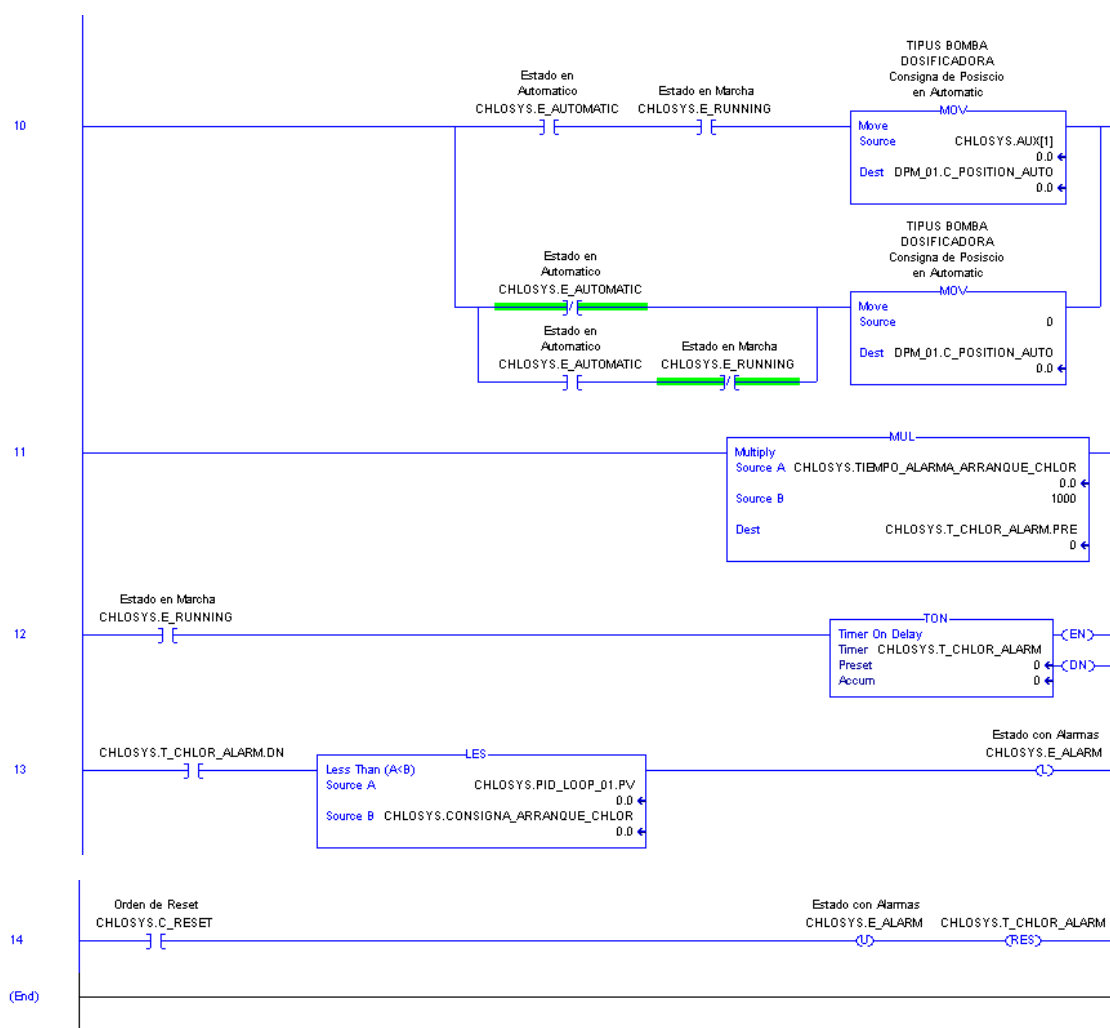 TIPUS BOMBA
DOSIFICADORA
Consigna de Posiscio
en Automatic
Estado en
Automatico
CHLOSYS.E_AUTOMATIC
Estado en Marcha
CHLOSYS.E_RUNNING
10
MOV
Move
Source CHLOSYS.AUX[1]
0.0
Dest DPM_01.C_POSITION_AUTO
0.0
TIPUS BOMBA
DOSIFICADORA
Consigna de Posiscio
en Automatic
Estado en
Automatico
CHLOSYS.E_AUTOMATIC
MOV
Move
Source 0
Dest DPM_01.C_POSITION_AUTO
0.0
Estado en
Automatico
CHLOSYS.E_AUTOMATIC
Estado en Marcha
CHLOSYS.E_RUNNING
11
MUL
Multiply
Source A CHLOSYS.TIEMPO_ALARMA_ARRANQUE_CHLOR
0.0
Source B 1000
Dest CHLOSYS.T_CHLOR_ALARM.PRE
0
Estado en Marcha
CHLOSYS.E_RUNNING
12
TON
Timer On Delay
Timer CHLOSYS.T_CHLOR_ALARM
Preset 0
Accum 0
EN
DN
CHLOSYS.T_CHLOR_ALARM.DN
13
LES
Less Than (A<B)
Source A CHLOSYS.PID_LOOP_01.PV
0.0
Source B CHLOSYS.CONSIGNA_ARRANQUE_CHLOR
0.0
Estado con Alarmas
CHLOSYS.E_ALARM
L
Orden de Reset
CHLOSYS.C_RESET
14
Estado con Alarmas
CHLOSYS.E_ALARM
U
CHLOSYS.T_CHLOR_ALARM
RES
(End)